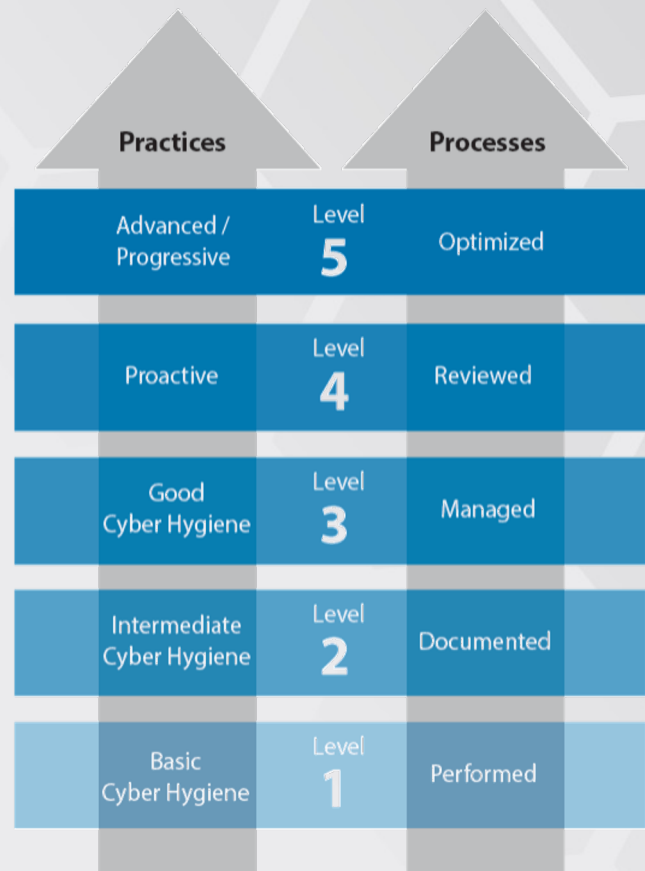 Practices
Processes
Advanced /
Progressive
Level
5
Optimized
Proactive
Level
4
Reviewed
Good
Cyber Hygiene
Level
3
Managed
Intermediate
Cyber Hygiene
Level
2
Documented
Basic
Cyber Hygiene
Level
1
Performed